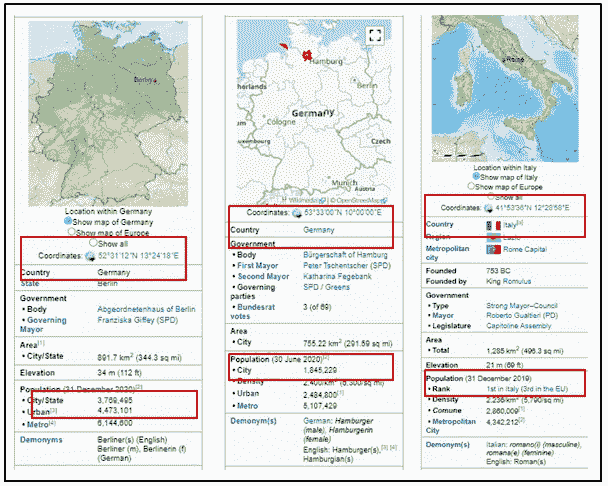 Berlin
Location within Germany
Show map of Germany
Show map of Europe
Show all
Coordinates: 52°31′12″N 13°24′18″E
Country Germany
State Berlin
Government
• Body Abgeordnetenhaus of Berlin
• Governing Mayor Franziska Giffey (SPD)
Area[1]
• City/State 891.7 km² (344.3 sq mi)
Elevation 34 m (112 ft)
Population (31 December 2020)[2]
• City/State 3,769,495
• Urban[3] 4,473,101
• Metro[4] 6,144,600
Demonyms Berliner(s) (English)
Berliner (m), Berlinerin (f)
(German)
Hamburg
Berlin
Germany
Cologne
Luxembourg
Czech
Munich
Austria
Wikimedia | © OpenStreetMap
Coordinates: 53°33′00″N 10°00′00″E
Country Germany
Government
• Body Bürgerschaft of Hamburg
• First Mayor Peter Tschentscher (SPD)
• Second Mayor Katharina Fegebank
• Governing parties SPD / Greens
• Bundesrat votes 3 (of 69)
Area
• City 755.22 km² (291.59 sq mi)
Population (30 June 2020)
• City 1,845,229
• Density 2,400/km² (6,300/sq mi)
• Urban 2,484,800
• Metro 5,107,429
Demonym(s) German: Hamburger
(male), Hamburgerin
(female)
English: Hamburger(s),[3] [4]
Hamburgian(s)
Rome
Location within Italy
Show map of Italy
Show map of Europe
Show all
Coordinates: 41°53′36″N 12°28′58″E
Country Italy
Region Lazio
Metropolitan city Rome Capital
Founded 753 BC
Founded by King Romulus
Government
• Type Strong Mayor–Council
• Mayor Roberto Gualtieri (PD)
• Legislature Capitoline Assembly
Area
• Total 1,285 km² (496.3 sq mi)
Elevation 21 m (69 ft)
Population (31 December 2019)
• Rank 1st in Italy (3rd in the EU)
• Density 2,236/km² (5,790/sq mi)
• Comune 2,860,009[1]
• Metropolitan City 4,342,212[2]
Demonym(s) Italian: romano(i) (masculine),
romana(e) (feminine)
English: Roman(s)